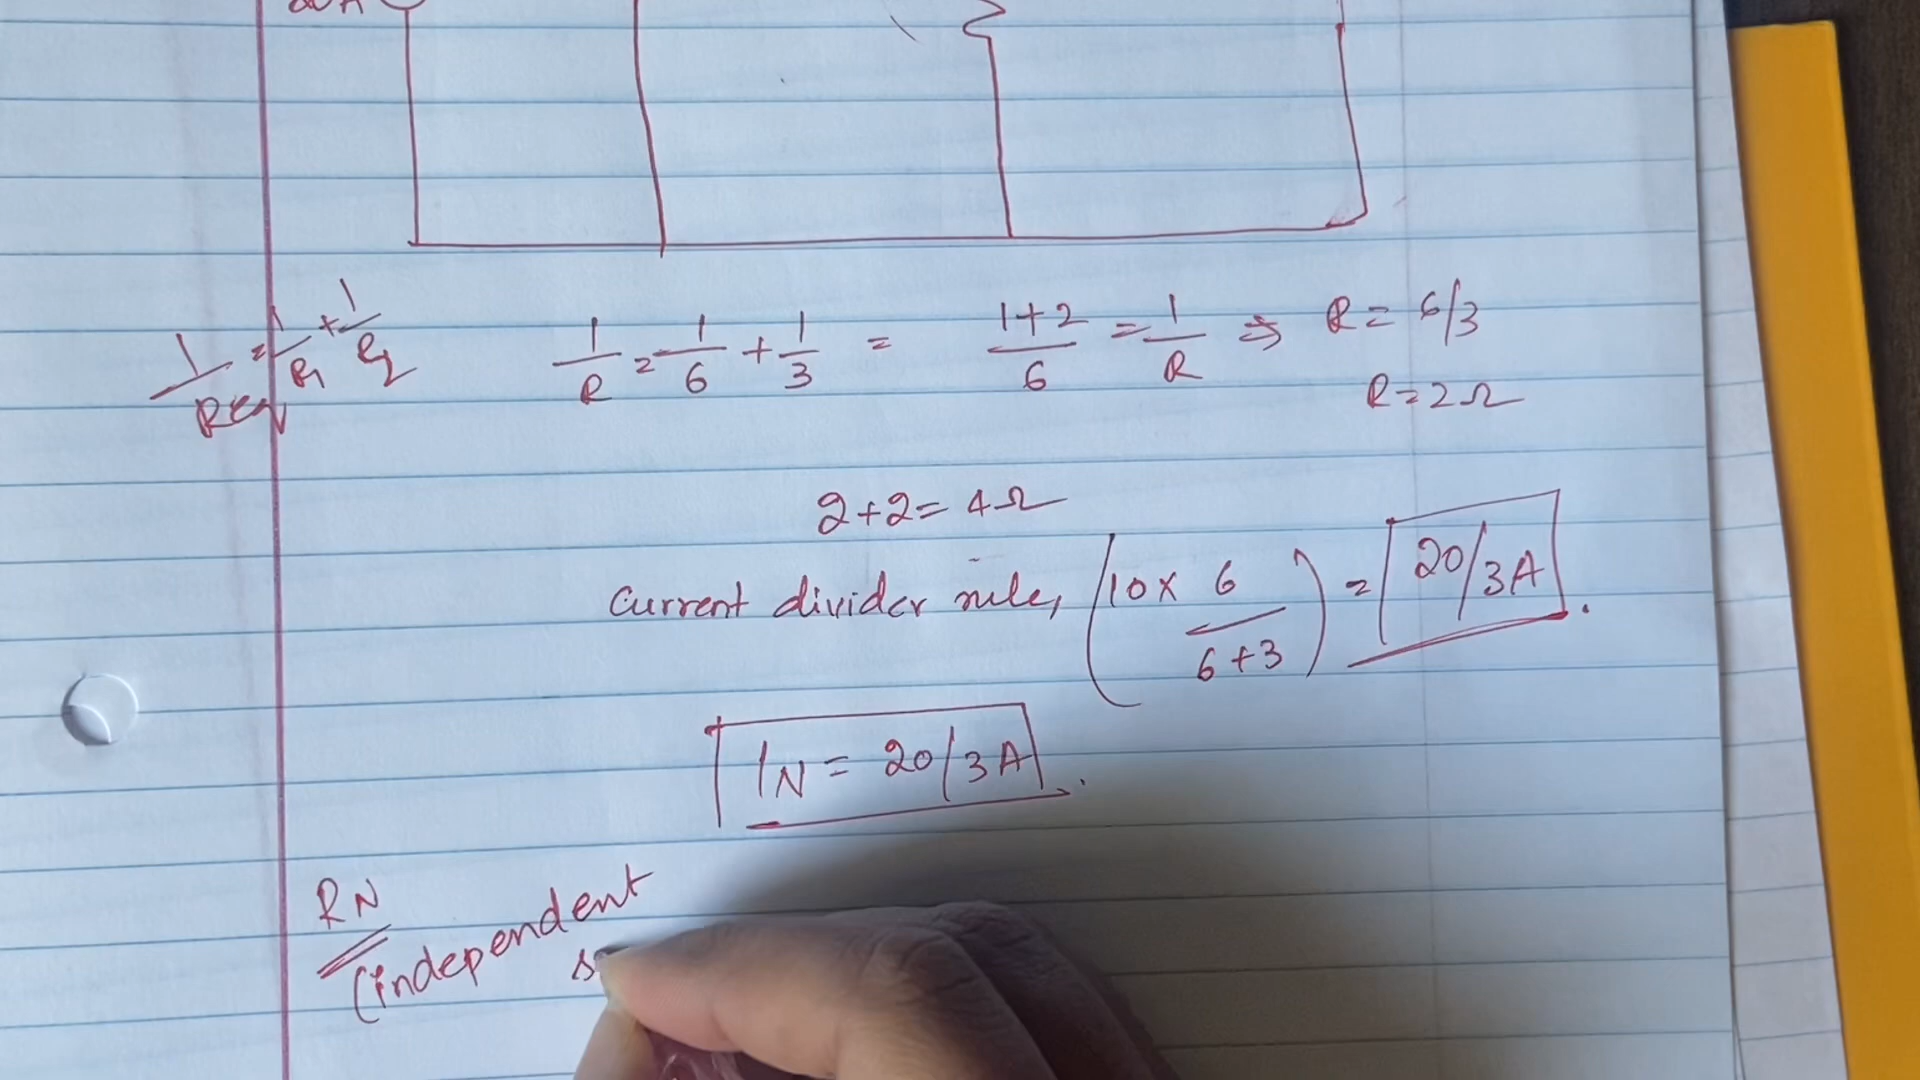 1/Req = 1/R1 + 1/R2
1/R = 1/6 + 1/3 = (1+2)/6 = 1/R ⇒ R = 6/3
R = 2Ω
2+2 = 4Ω
Current divider rule, (10 × 6/(6+3)) = 20/3A.
IN = 20/3A.
RN
(independent